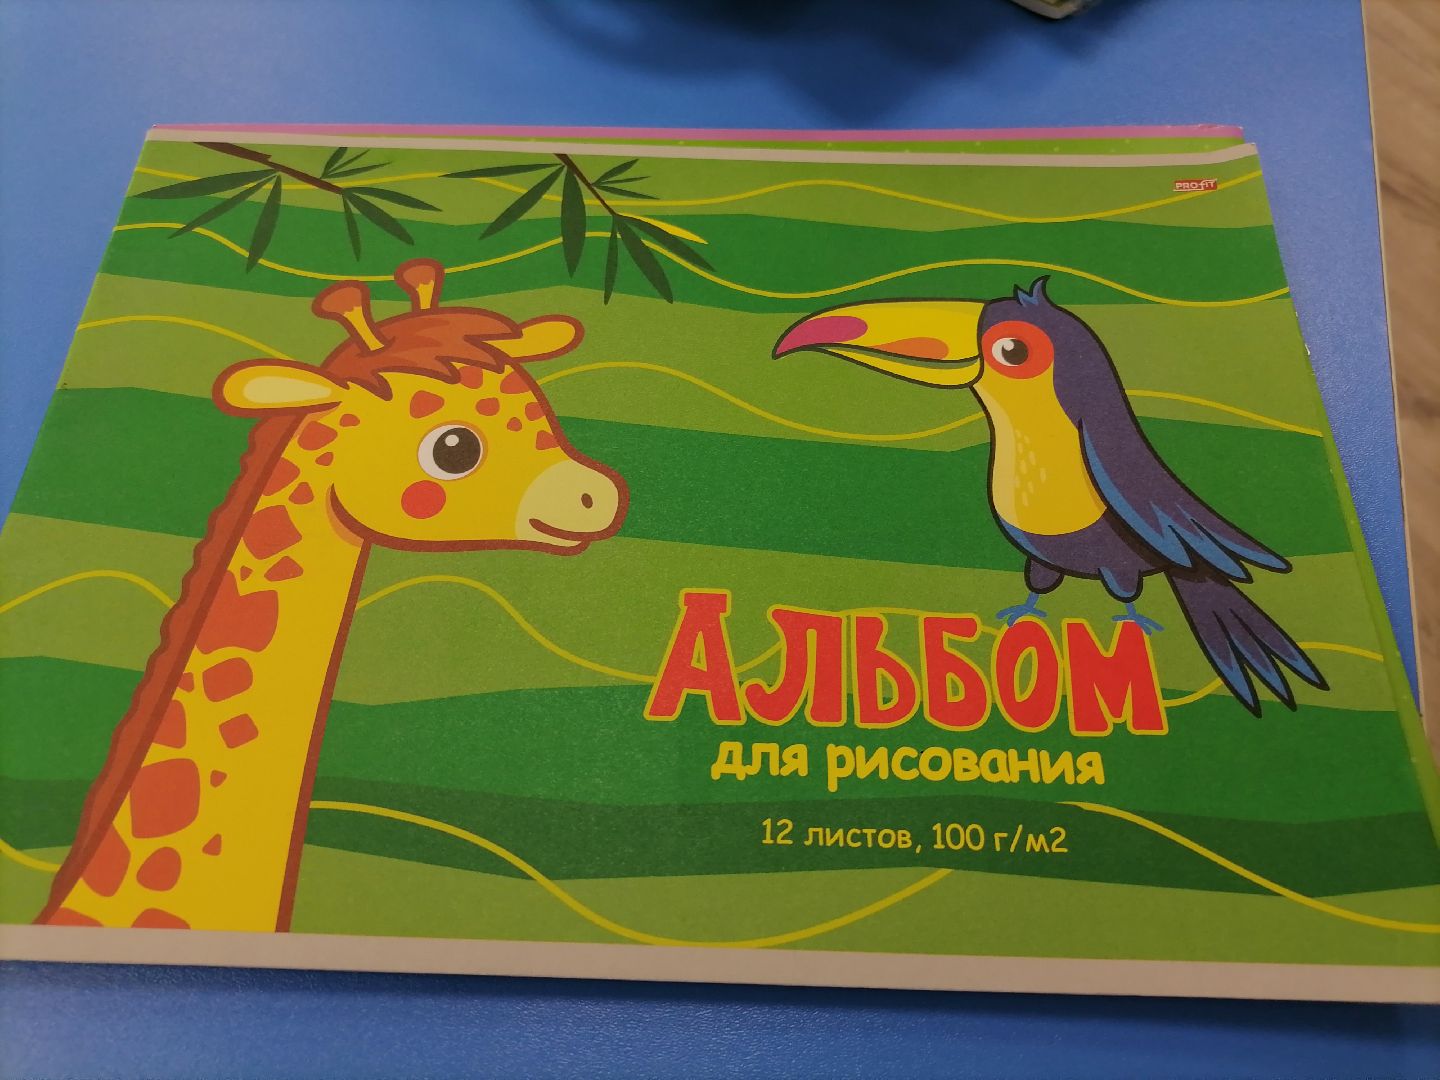 PROFIT
АЛЬБОМ
для рисования
12 листов, 100 г/м2